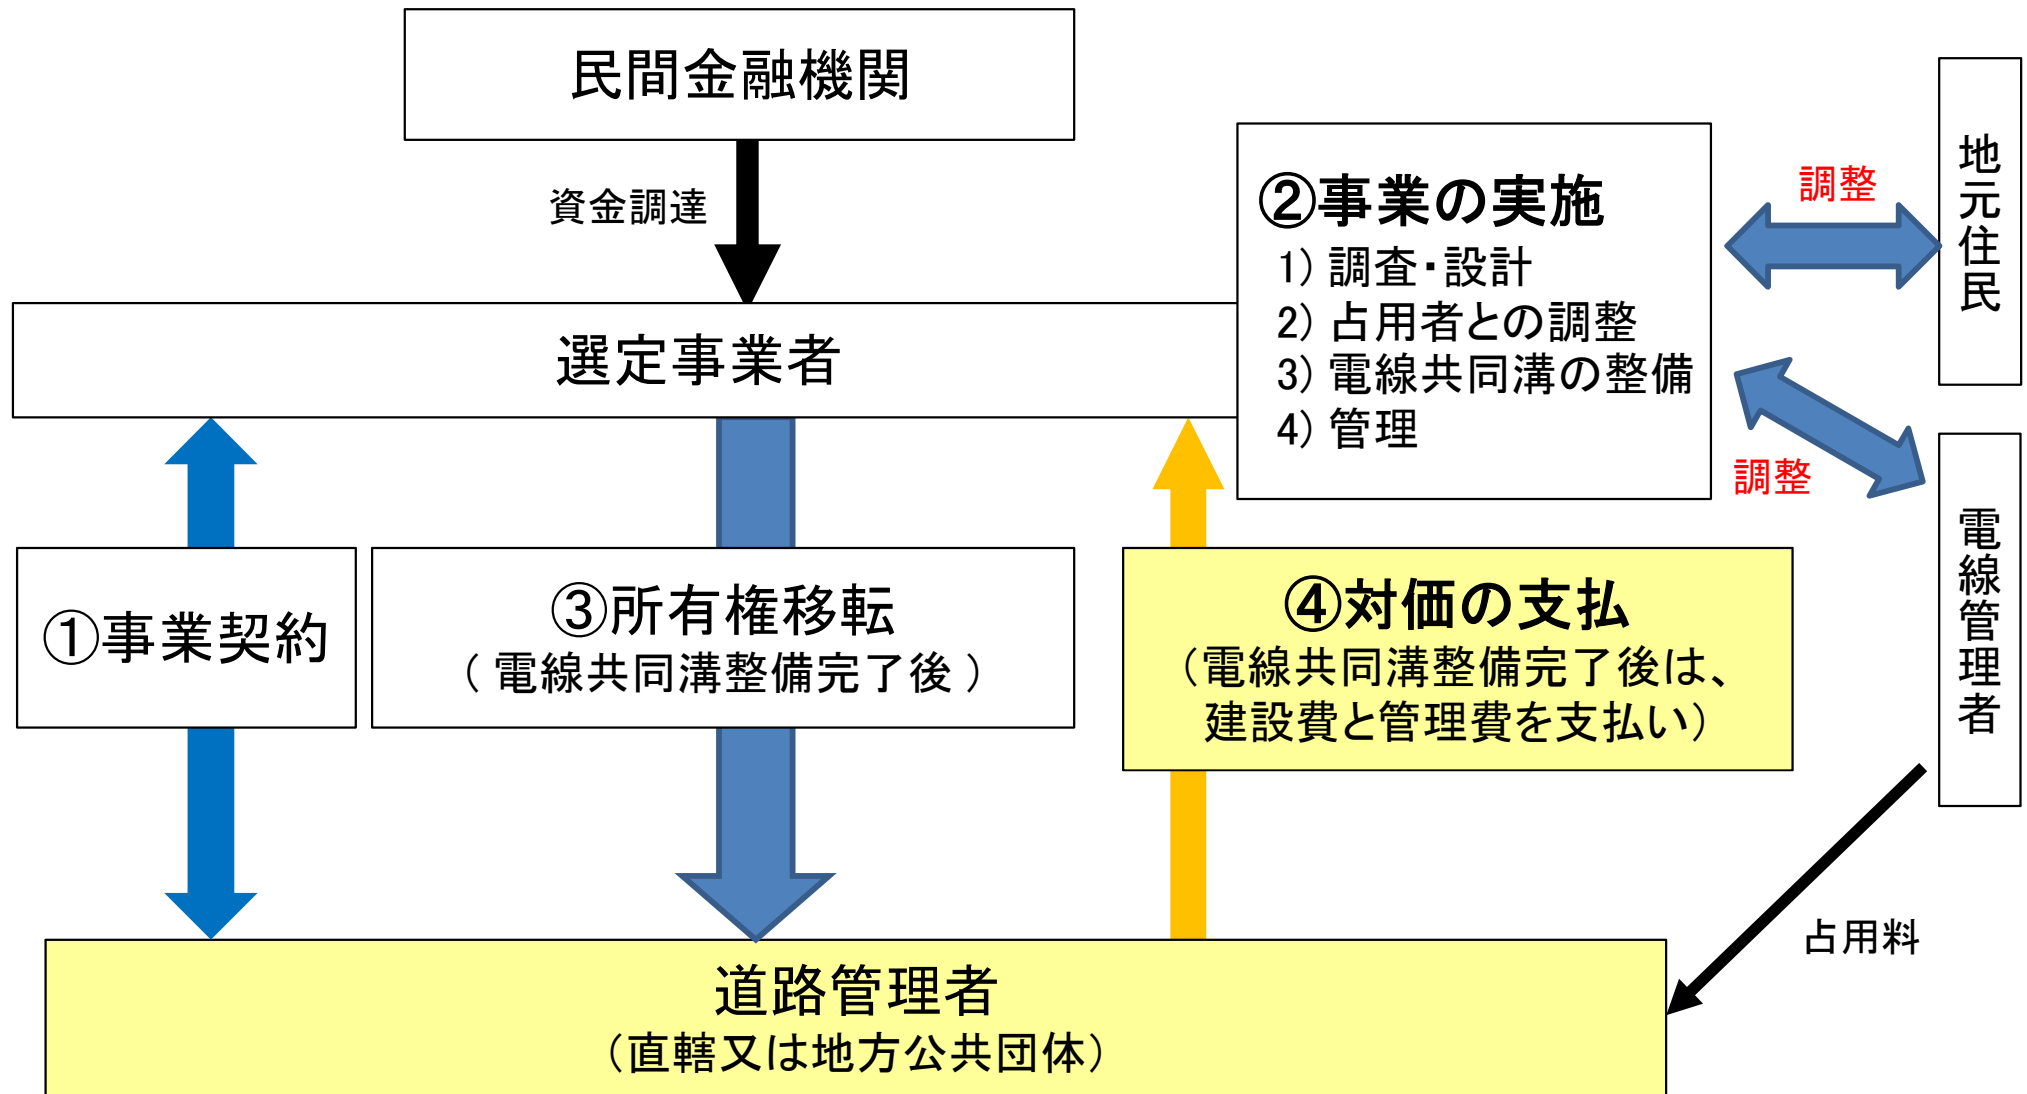 民間金融機関
資金調達
選定事業者
②事業の実施
1) 調査・設計
2) 占用者との調整
3) 電線共同溝の整備
4) 管理
調整
地元住民
調整
電線管理者
①事業契約
③所有権移転
（ 電線共同溝整備完了後 ）
④対価の支払
（電線共同溝整備完了後は、
建設費と管理費を支払い）
占用料
道路管理者
（直轄又は地方公共団体）